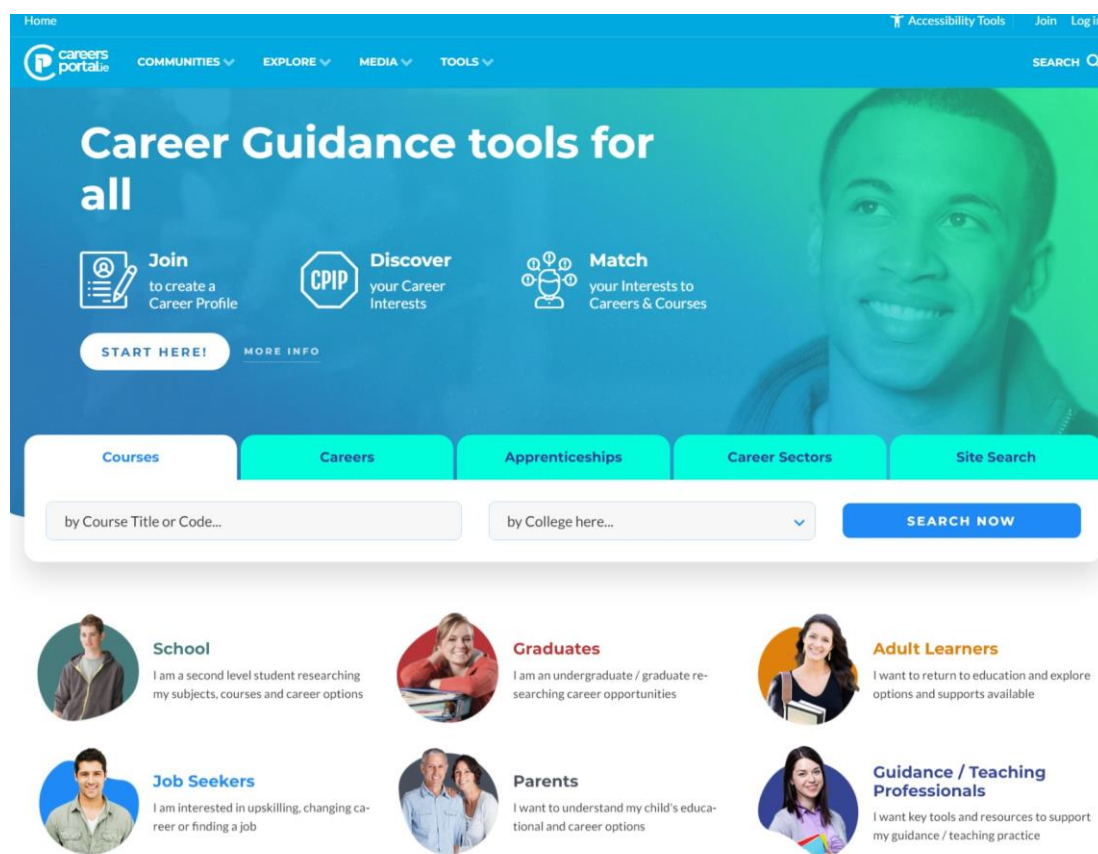 Home
Accessibility Tools
Join
Log in
careers
portal.ie
COMMUNITIES
EXPLORE
MEDIA
TOOLS
SEARCH
Career Guidance tools for
all
Join
to create a
Career Profile
CPIP
Discover
your Career
Interests
Match
your Interests to
Careers & Courses
START HERE!
MORE INFO
Courses
Careers
Apprenticeships
Career Sectors
Site Search
by Course Title or Code...
by College here...
SEARCH NOW
School
I am a second level student researching
my subjects, courses and career options
Graduates
I am an undergraduate / graduate re-
searching career opportunities
Adult Learners
I want to return to education and explore
options and supports available
Job Seekers
I am interested in upskilling, changing ca-
reer or finding a job
Parents
I want to understand my child's educa-
tional and career options
Guidance / Teaching
Professionals
I want key tools and resources to support
my guidance / teaching practice